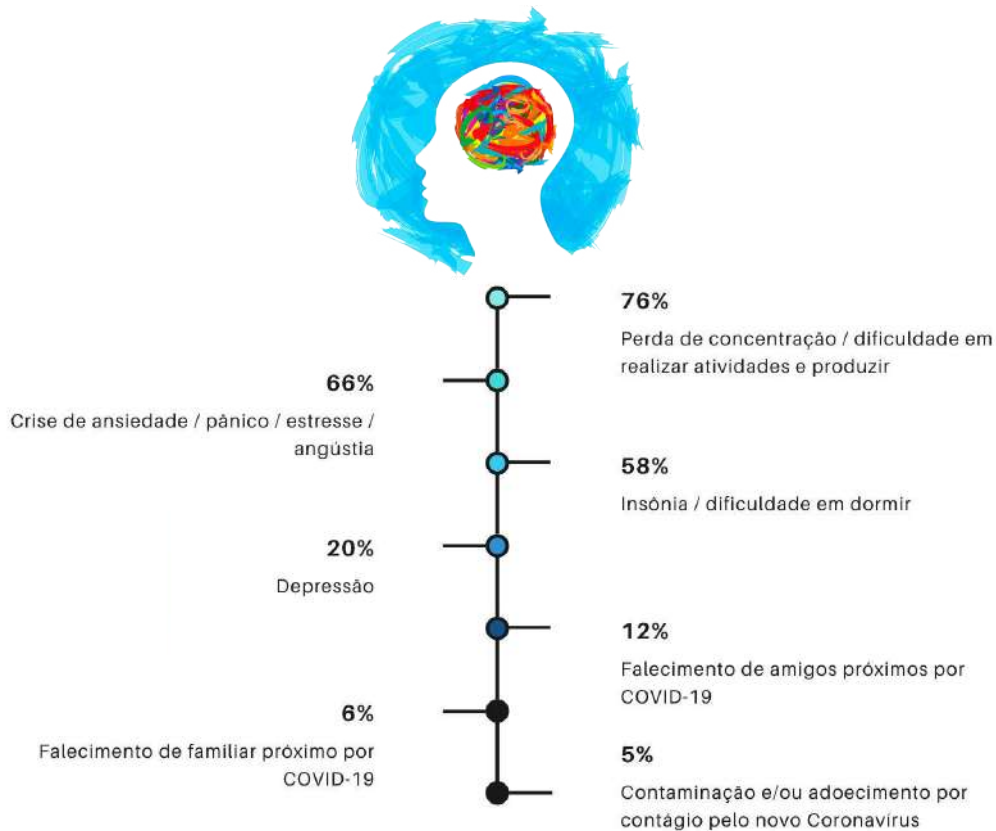 76%
Perda de concentração / dificuldade em
realizar atividades e produzir
66%
Crise de ansiedade / pânico / estresse /
angústia
58%
Insônia / dificuldade em dormir
20%
Depressão
12%
Falecimento de amigos próximos por
COVID-19
6%
Falecimento de familiar próximo por
COVID-19
5%
Contaminação e/ou adoecimento por
contágio pelo novo Coronavírus